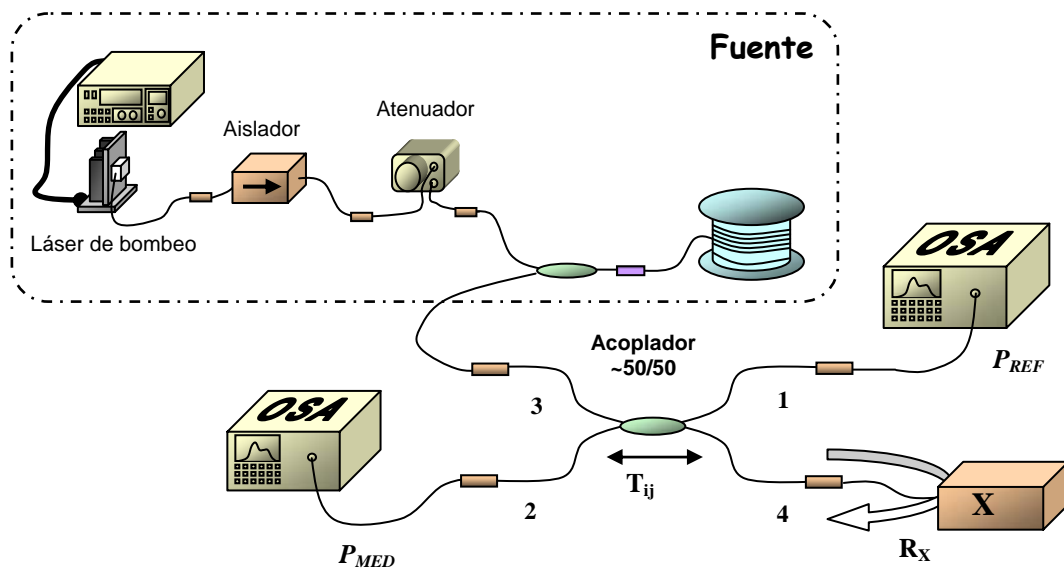 Fuente
Atenuador
Aislador
Láser de bombeo
OSA
P_REF
Acoplador
~50/50
1
3
OSA
T_ij
2
4
X
R_X
P_MED